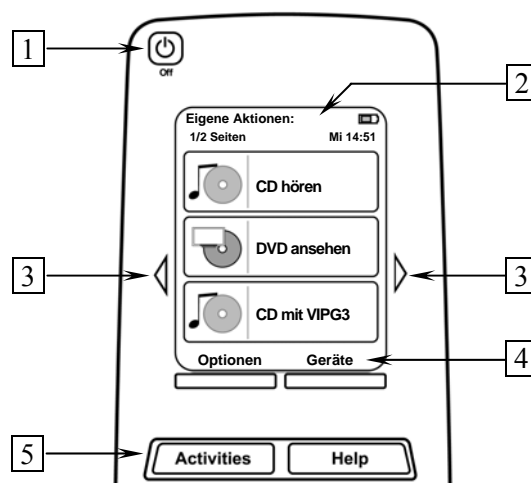 1
Off
2
Eigene Aktionen:
1/2 Seiten Mi 14:51
CD hören
DVD ansehen
3
3
CD mit VIPG3
Optionen Geräte
4
5
Activities Help